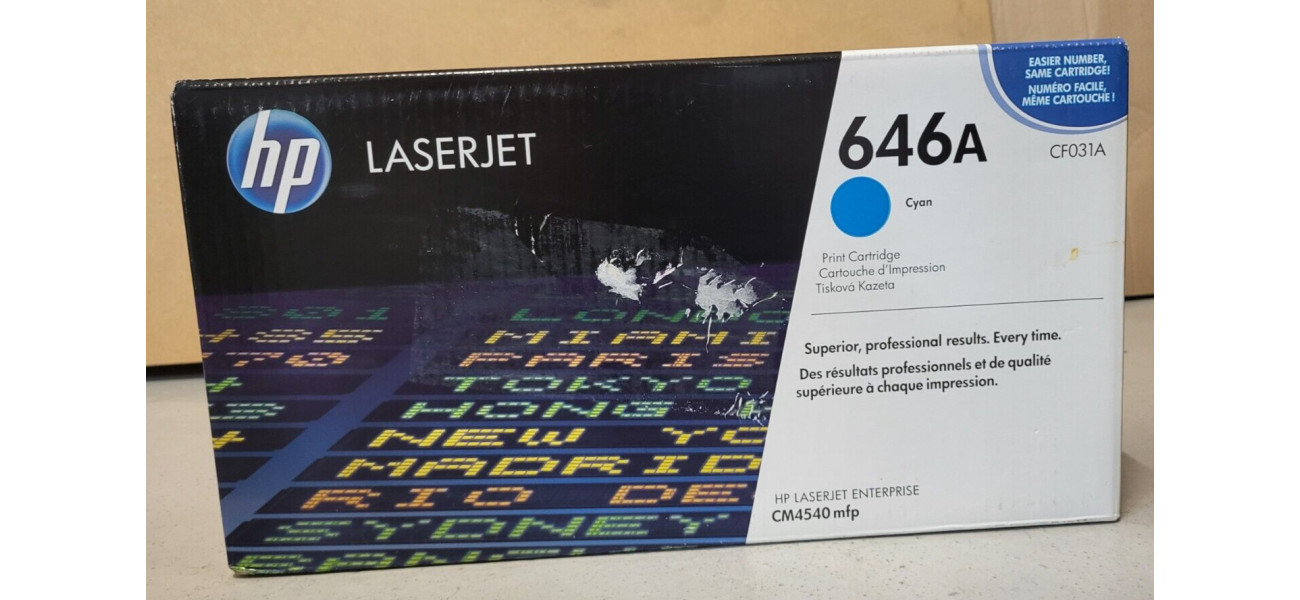 hp
LASERJET
EASIER NUMBER,
SAME CARTRIDGE!
NUMÉRO FACILE,
MÊME CARTOUCHE !
646A
CF031A
Cyan
Print Cartridge
Cartouche d'Impression
Tisková Kazeta
Superior, professional results. Every time.
Des résultats professionnels et de qualité
supérieure à chaque impression.
HP LASERJET ENTERPRISE
CM4540 mfp
MIAMI
PARIS
TOKYO
HONG
NEW YO
MADRID
RIO DE
SYDNEY